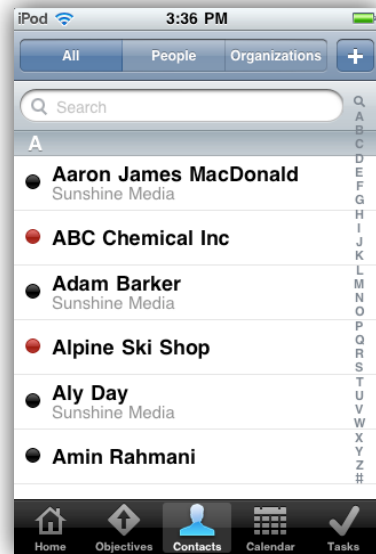 iPod 3:36 PM
All People Organizations +
Search
A
Aaron James MacDonald
Sunshine Media
ABC Chemical Inc
Adam Barker
Sunshine Media
Alpine Ski Shop
Aly Day
Sunshine Media
Amin Rahmani
A
B
C
D
E
F
G
H
I
J
K
L
M
N
O
P
Q
R
S
T
U
V
W
X
Y
Z
#
Home Objectives Contacts Calendar Tasks